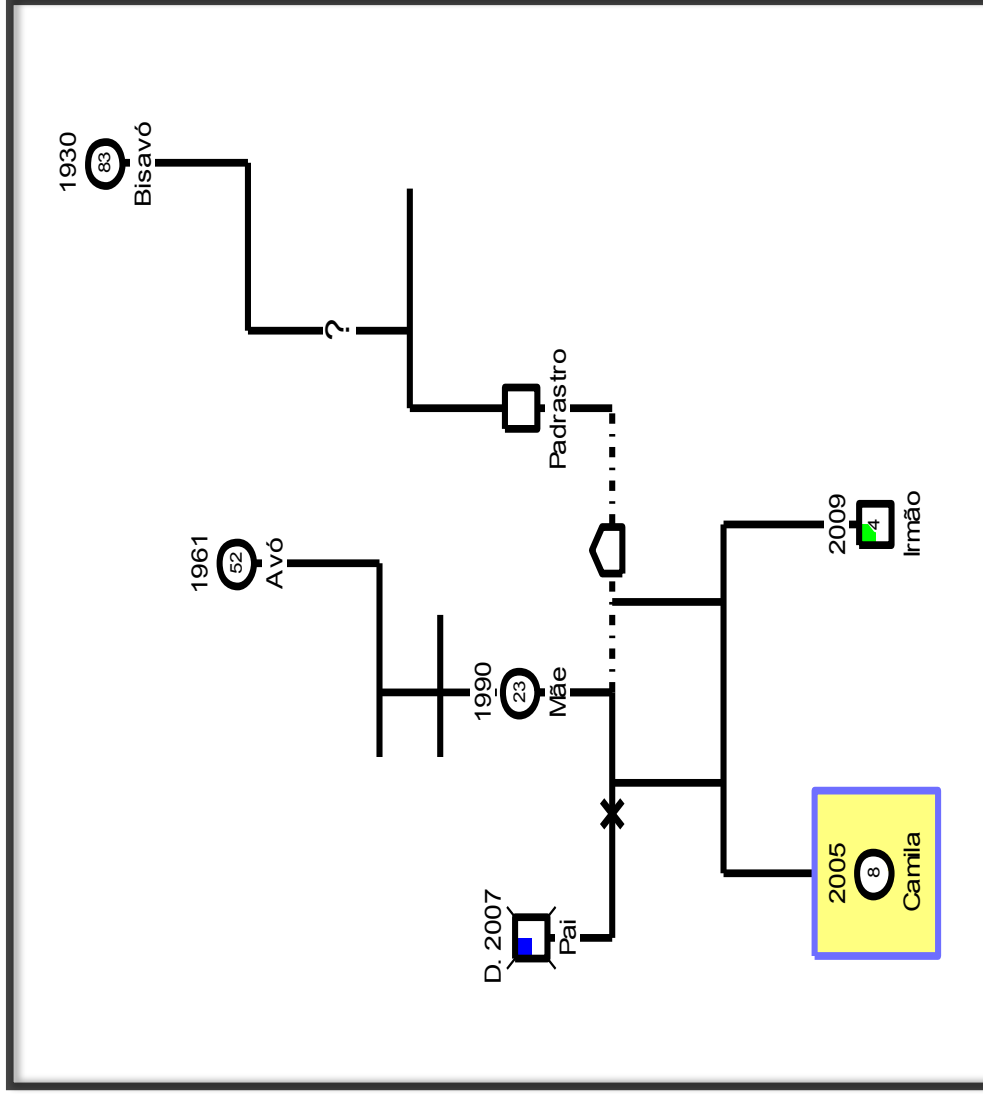 1930
83
Bisavó
?
1961
52
Avó
1990
23
Mãe
Padrastro
D. 2007
Pai
2009
4
Irmão
2005
8
Camila